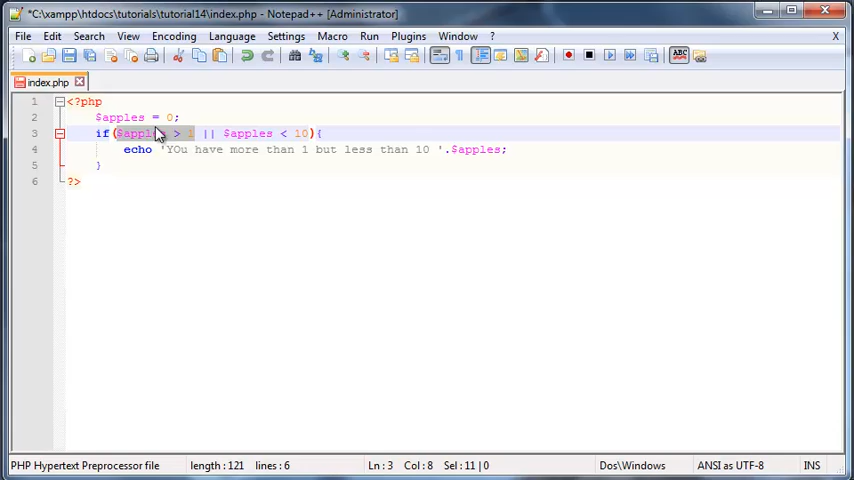 *C:\xampp\htdocs\tutorials\tutorial14\index.php - Notepad++ [Administrator]
File Edit Search View Encoding Language Settings Macro Run Plugins Window ? X
index.php
1 <?php
2 $apples = 0;
3 if($apples > 1 || $apples < 10){
4 echo 'YOu have more than 1 but less than 10 '.$apples;
5 }
6 ?>
PHP Hypertext Preprocessor file length : 121 lines : 6 Ln : 3 Col : 8 Sel : 11 | 0 Dos\Windows ANSI as UTF-8 INS